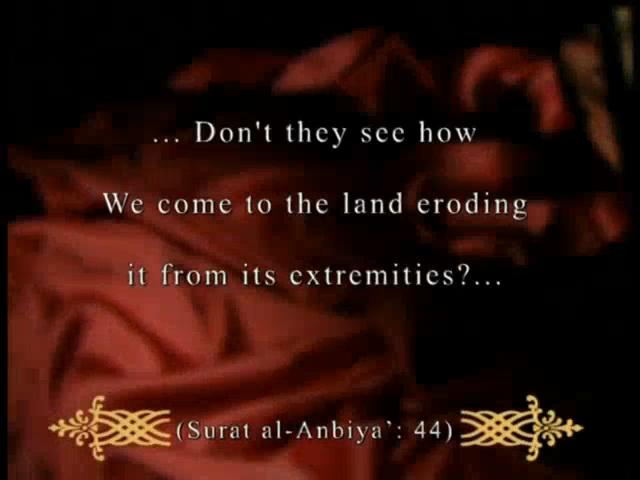 ... Don't they see how
We come to the land eroding
it from its extremities?...
(Surat al-Anbiya’: 44)